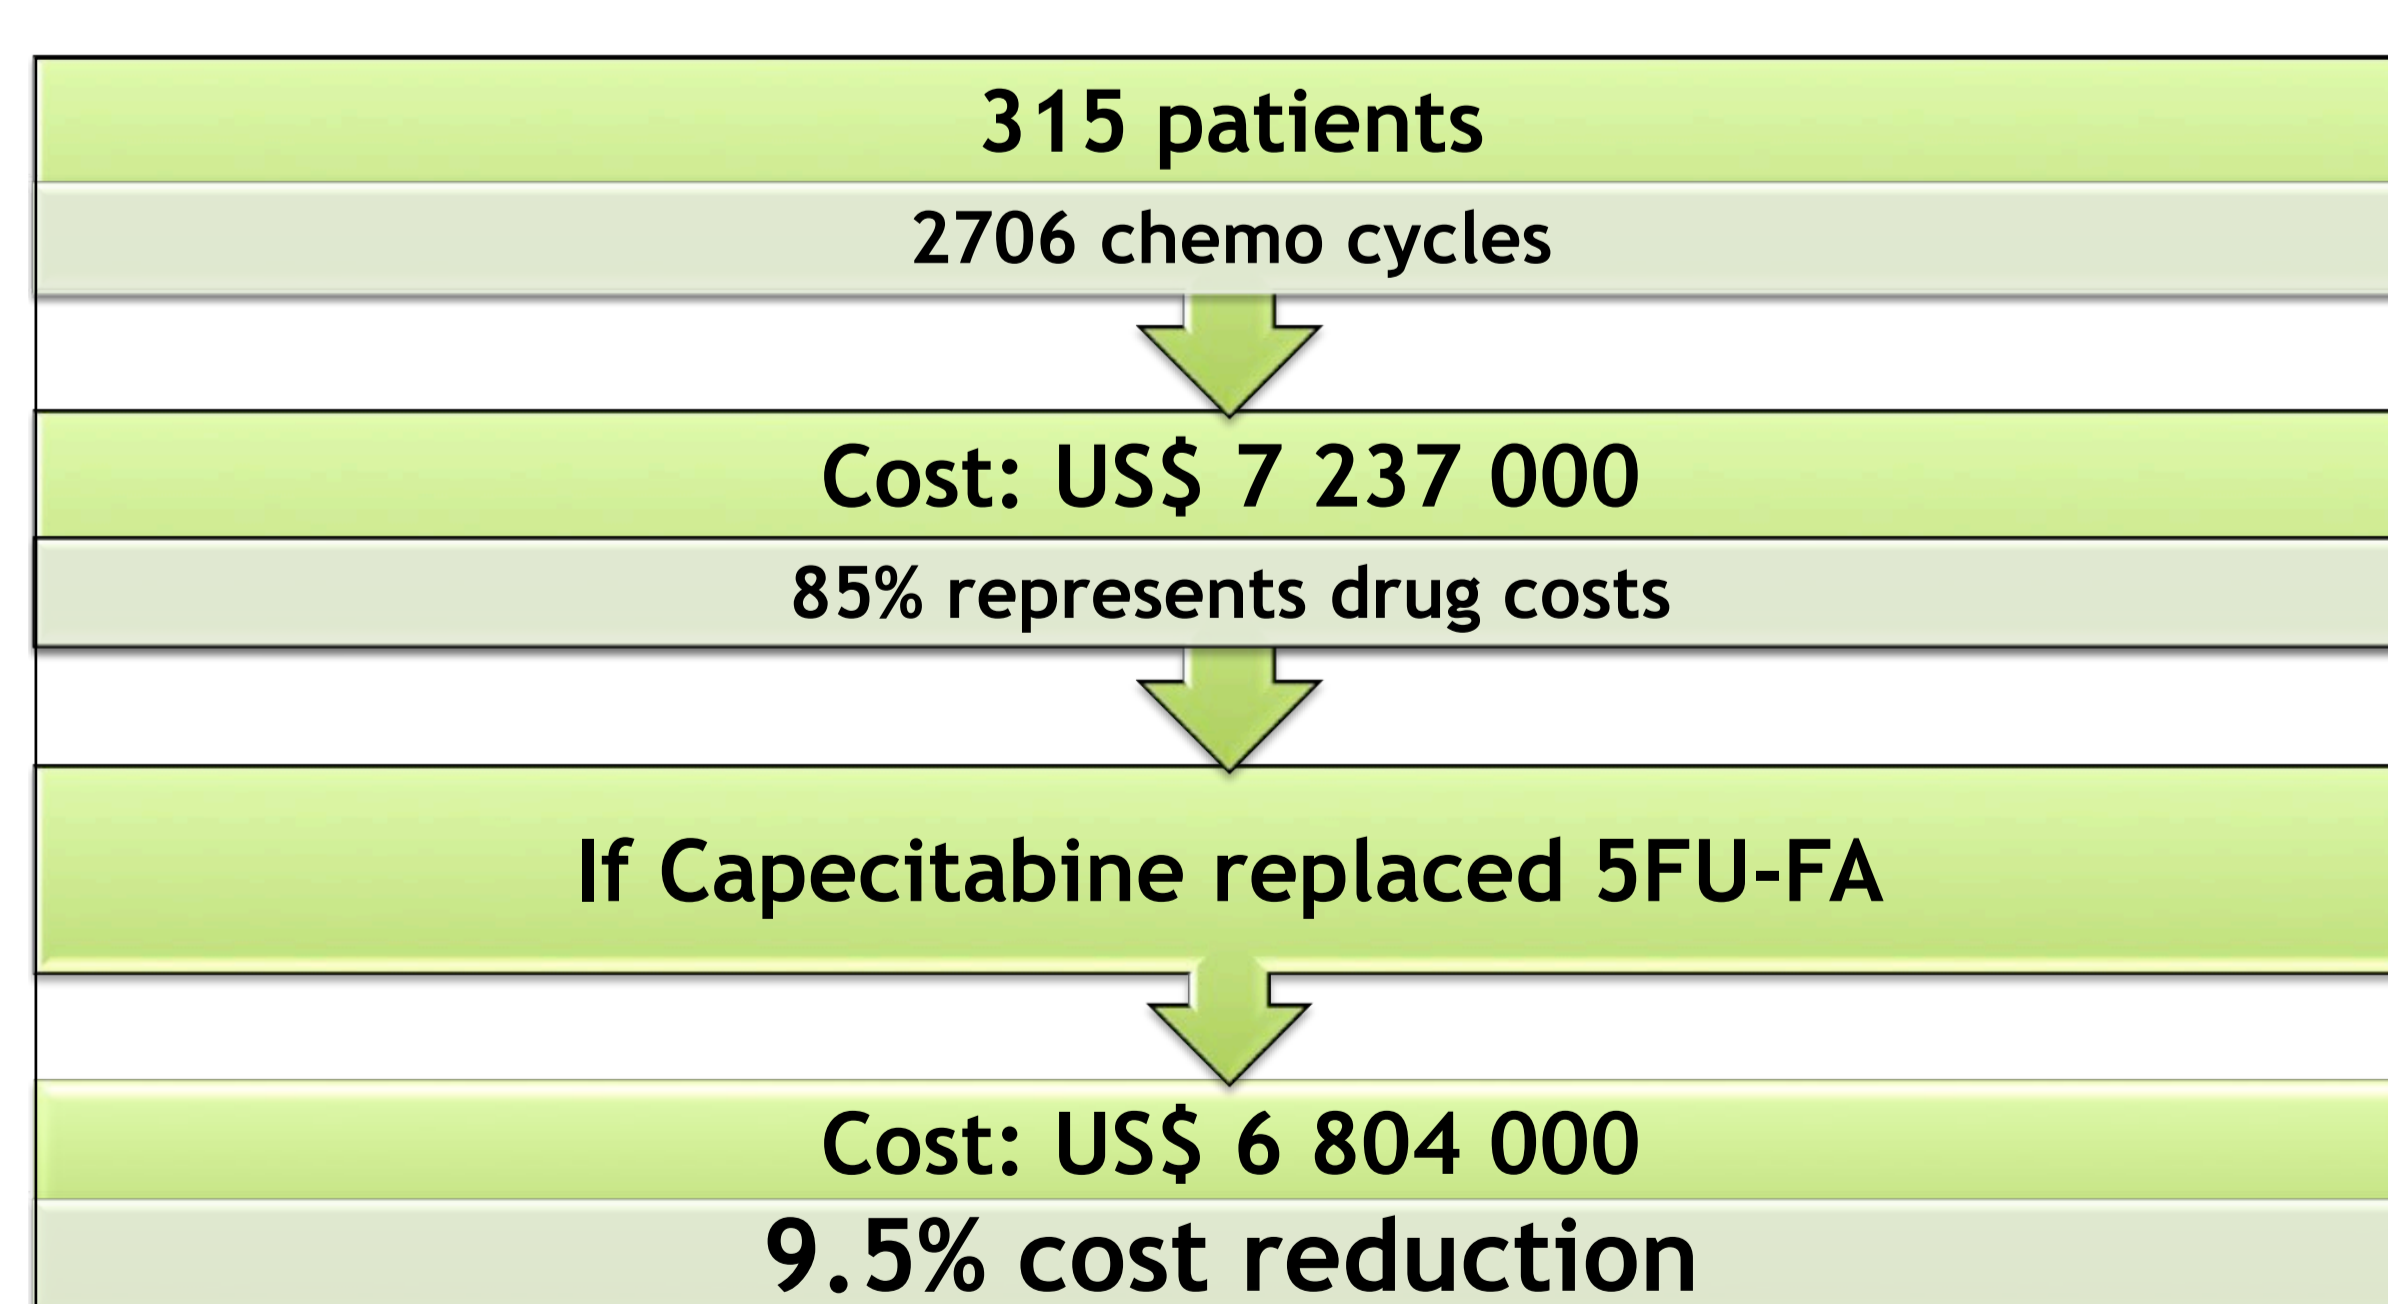 315 patients
2706 chemo cycles
Cost: US$ 7 237 000
85% represents drug costs
If Capecitabine replaced 5FU-FA
Cost: US$ 6 804 000
9.5% cost reduction